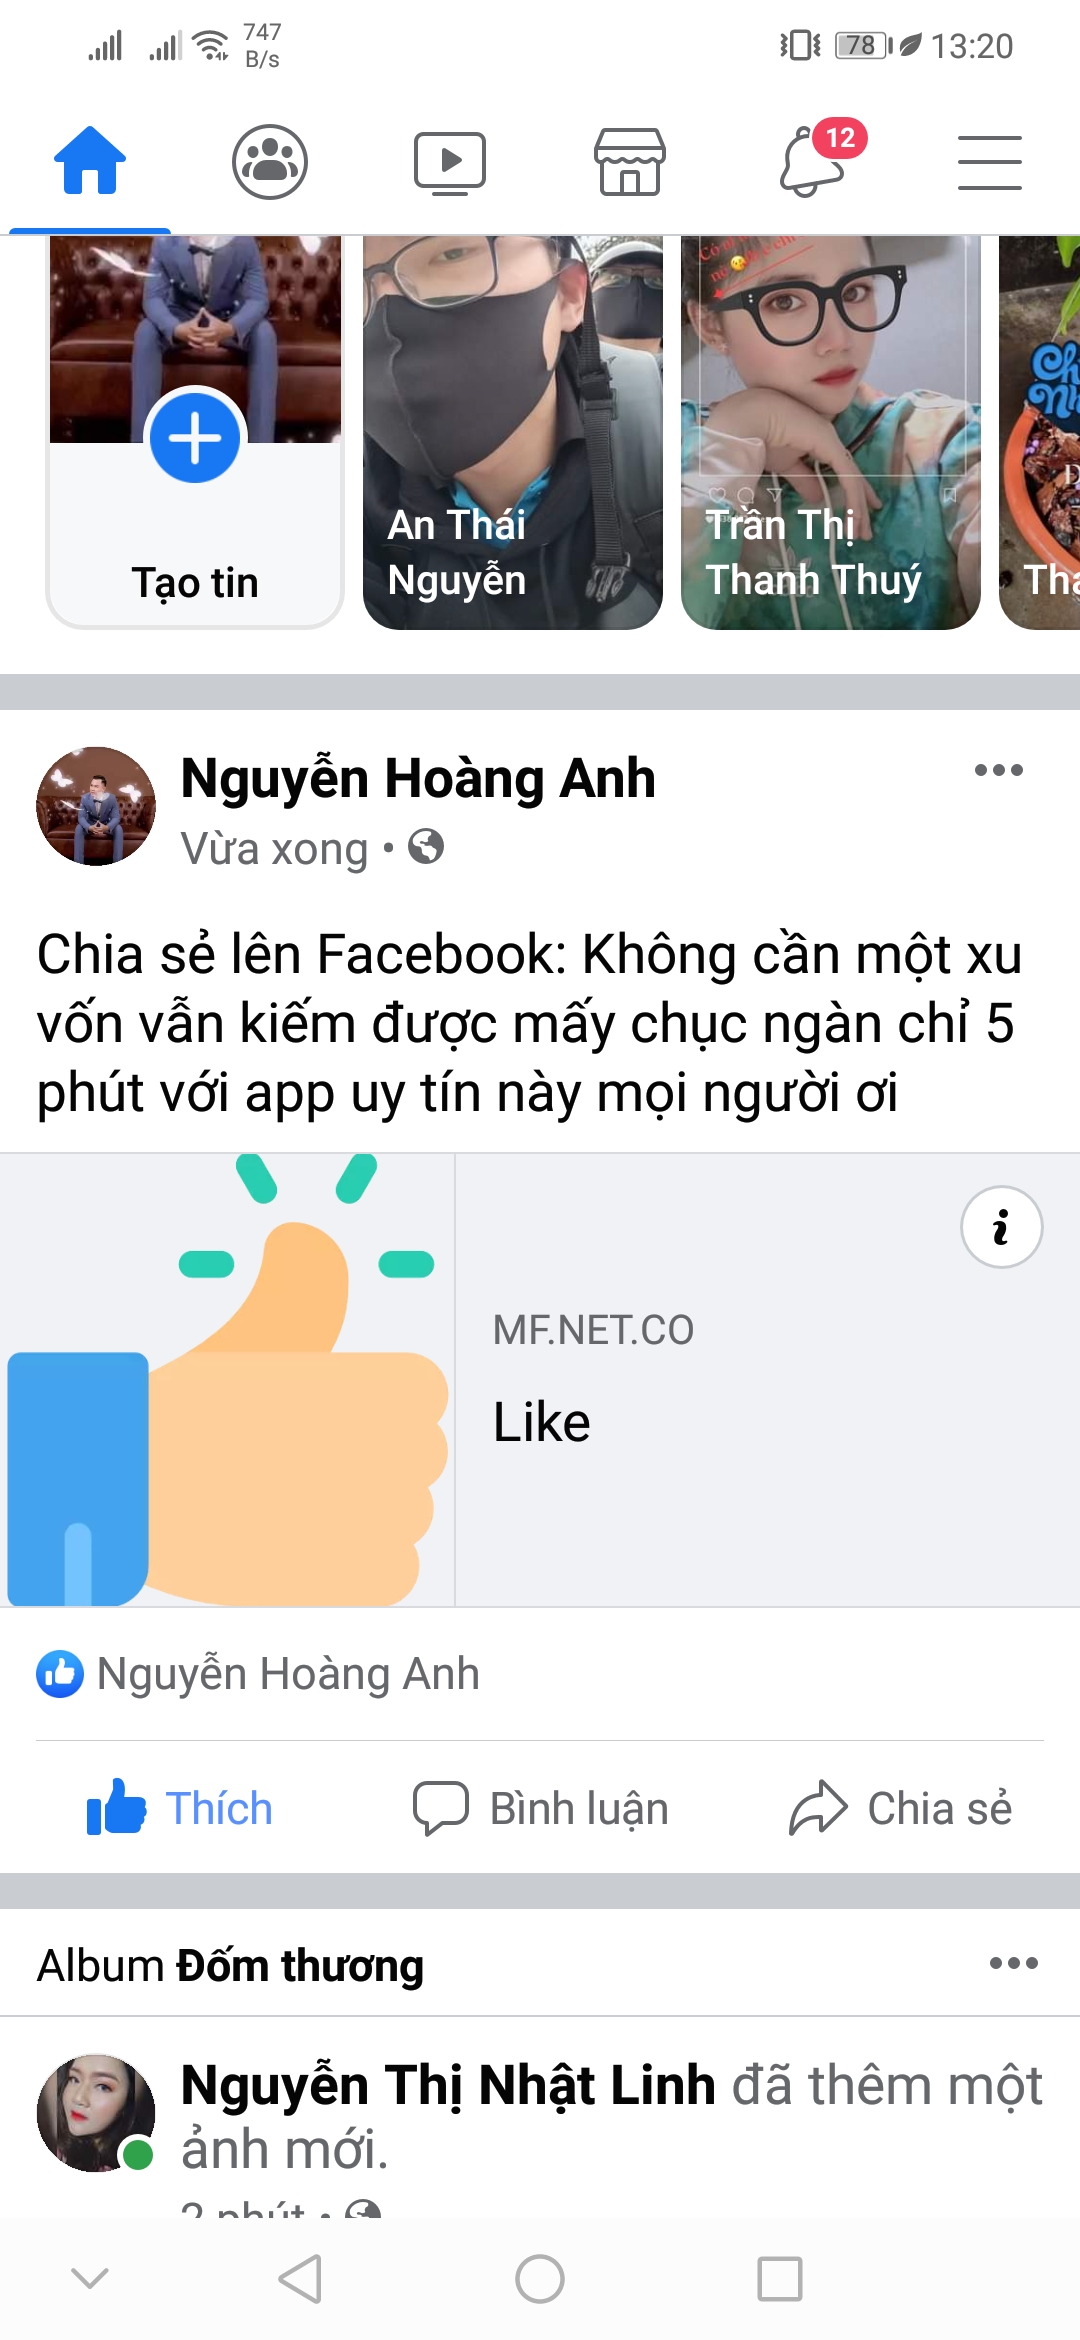 747
B/s
78
13:20
12
Tạo tin
An Thái
Nguyễn
Trần Thị
Thanh Thuý
Nguyễn Hoàng Anh
Vừa xong
Chia sẻ lên Facebook: Không cần một xu
vốn vẫn kiếm được mấy chục ngàn chỉ 5
phút với app uy tín này mọi người ơi
MF.NET.CO
Like
Nguyễn Hoàng Anh
Thích
Bình luận
Chia sẻ
Album Đốm thương
Nguyễn Thị Nhật Linh đã thêm một
ảnh mới.
2 phút